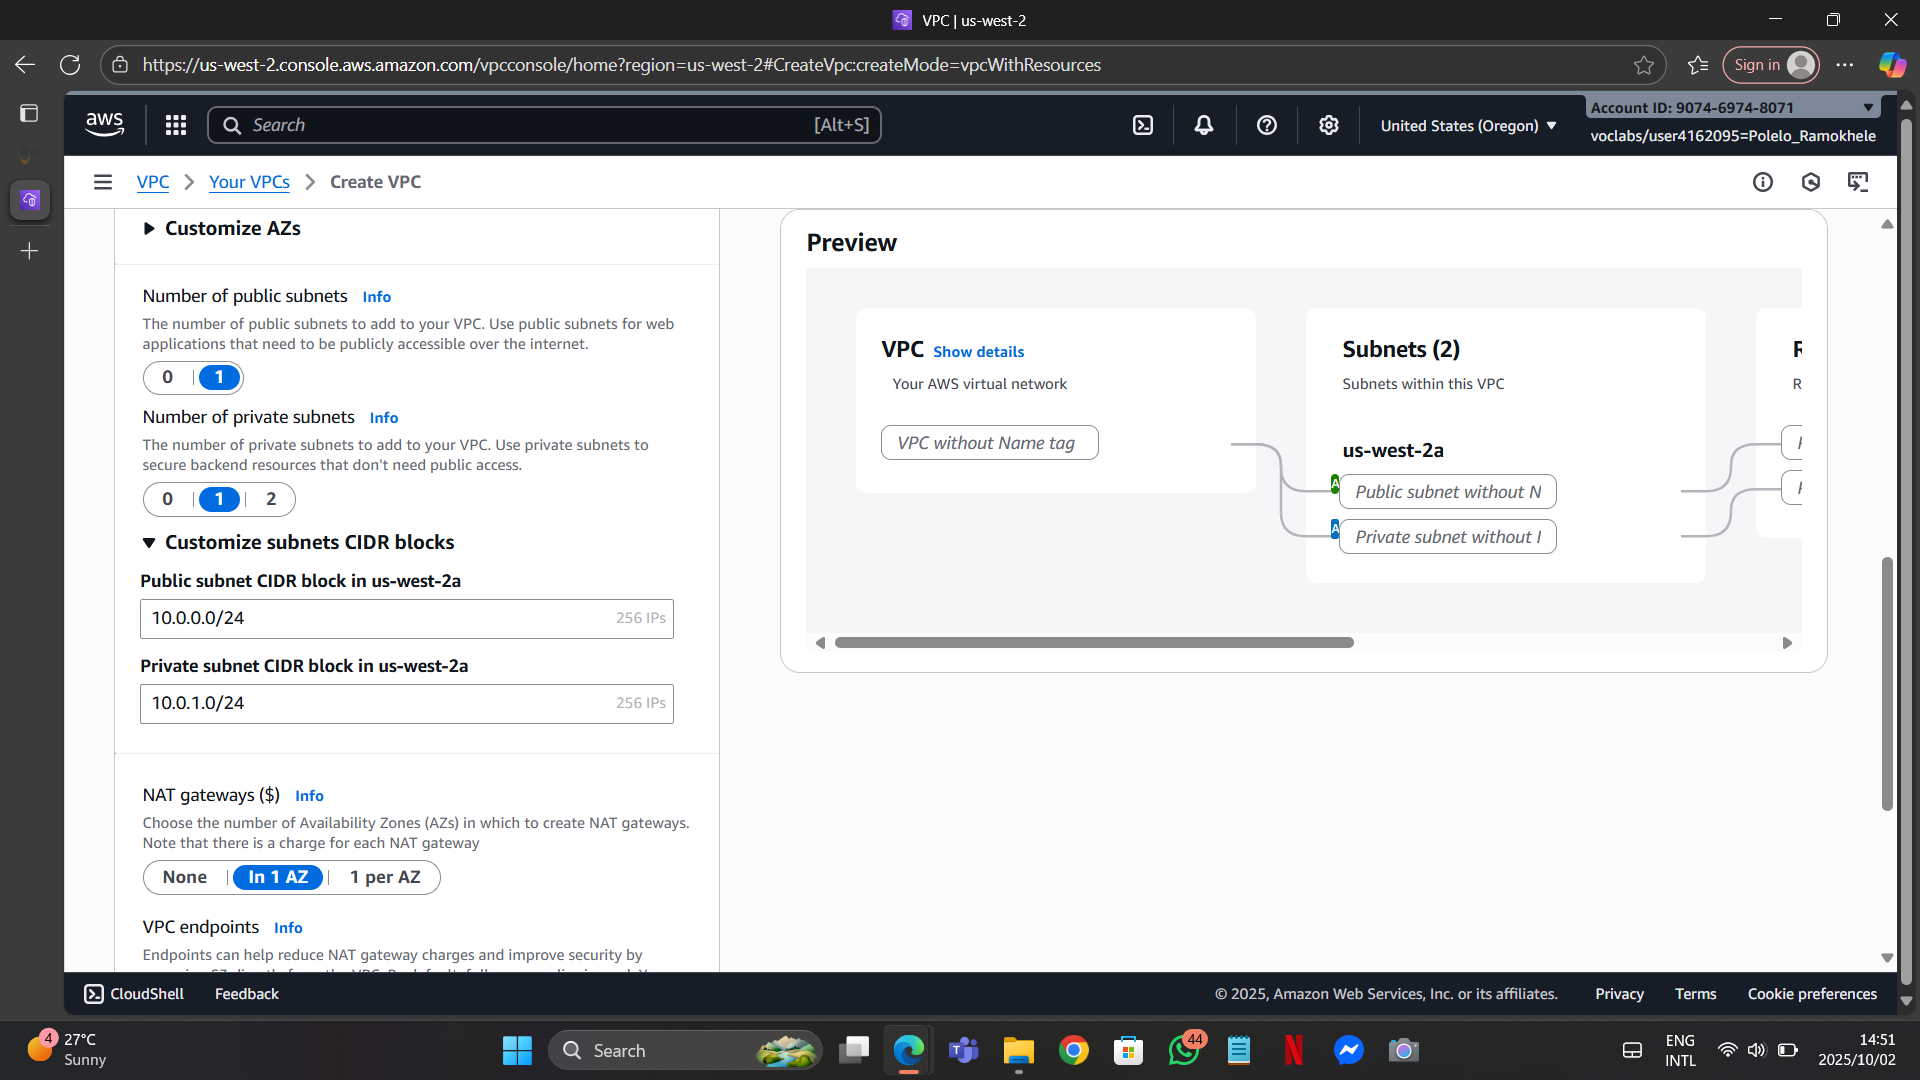 VPC | us-west-2
https://us-west-2.console.aws.amazon.com/vpcconsole/home?region=us-west-2#CreateVpc:createMode=vpcWithResources
Sign in
aws
Search
[Alt+S]
United States (Oregon)
Account ID: 9074-6974-8071
voclabs/user4162095=Polelo_Ramokhele
VPC
Your VPCs
Create VPC
Customize AZs
Number of public subnets Info
The number of public subnets to add to your VPC. Use public subnets for web
applications that need to be publicly accessible over the internet.
0 1
Number of private subnets Info
The number of private subnets to add to your VPC. Use private subnets to
secure backend resources that don't need public access.
0 1 2
Customize subnets CIDR blocks
Public subnet CIDR block in us-west-2a
10.0.0.0/24 256 IPs
Private subnet CIDR block in us-west-2a
10.0.1.0/24 256 IPs
NAT gateways ($) Info
Choose the number of Availability Zones (AZs) in which to create NAT gateways.
Note that there is a charge for each NAT gateway
None In 1 AZ 1 per AZ
VPC endpoints Info
Endpoints can help reduce NAT gateway charges and improve security by
Preview
VPC Show details
Your AWS virtual network
VPC without Name tag
Subnets (2)
Subnets within this VPC
us-west-2a
A
Public subnet without N
A
Private subnet without
R
R
CloudShell
Feedback
© 2025, Amazon Web Services, Inc. or its affiliates.
Privacy
Terms
Cookie preferences
4
27°C
Sunny
Search
44
ENG
INTL
14:51
2025/10/02